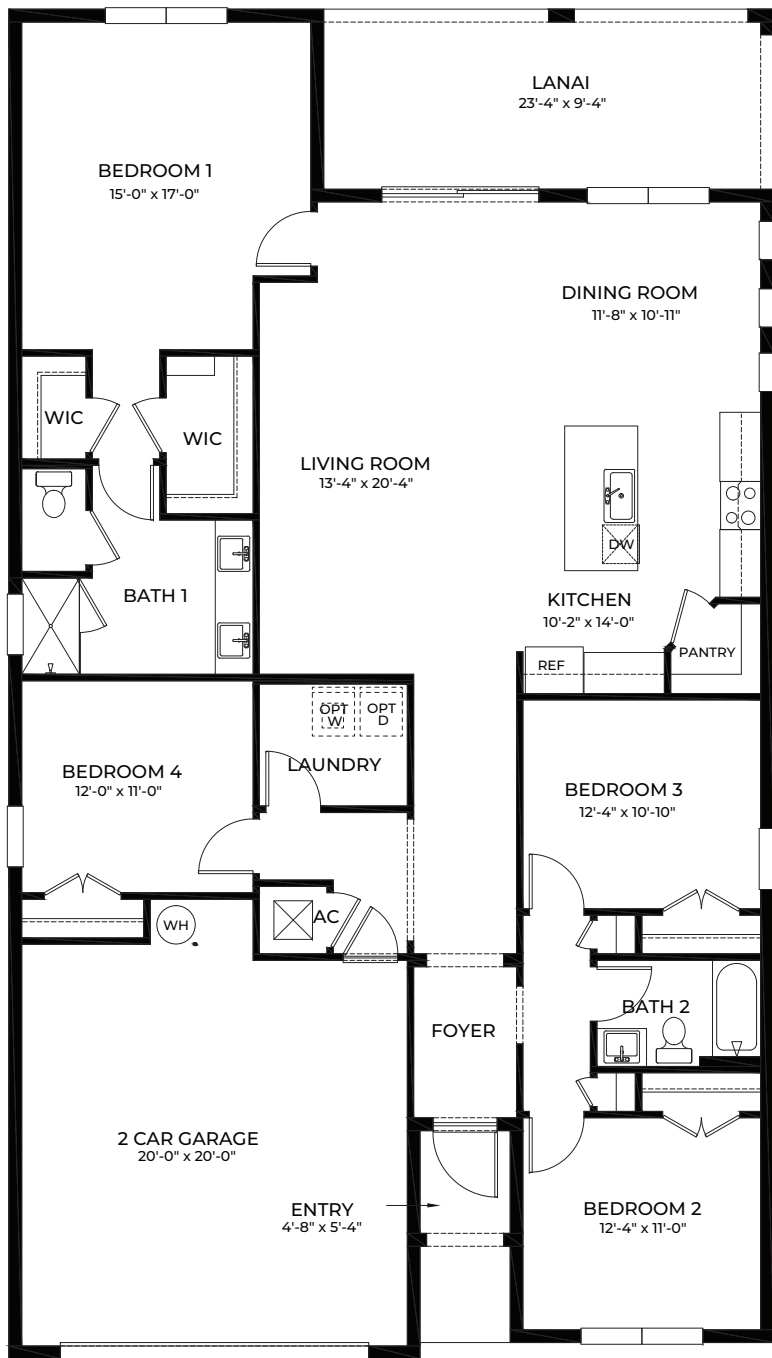 LANAI
23'-4" x 9'-4"
BEDROOM 1
15'-0" x 17'-0"
DINING ROOM
11'-8" x 10'-11"
WIC
WIC
LIVING ROOM
13'-4" x 20'-4"
DW
BATH 1
KITCHEN
10'-2" x 14'-0"
PANTRY
REF
OPT
W
OPT
D
LAUNDRY
BEDROOM 4
12'-0" x 11'-0"
BEDROOM 3
12'-4" x 10'-10"
AC
WH
BATH 2
FOYER
2 CAR GARAGE
20'-0" x 20'-0"
ENTRY
4'-8" x 5'-4"
BEDROOM 2
12'-4" x 11'-0"